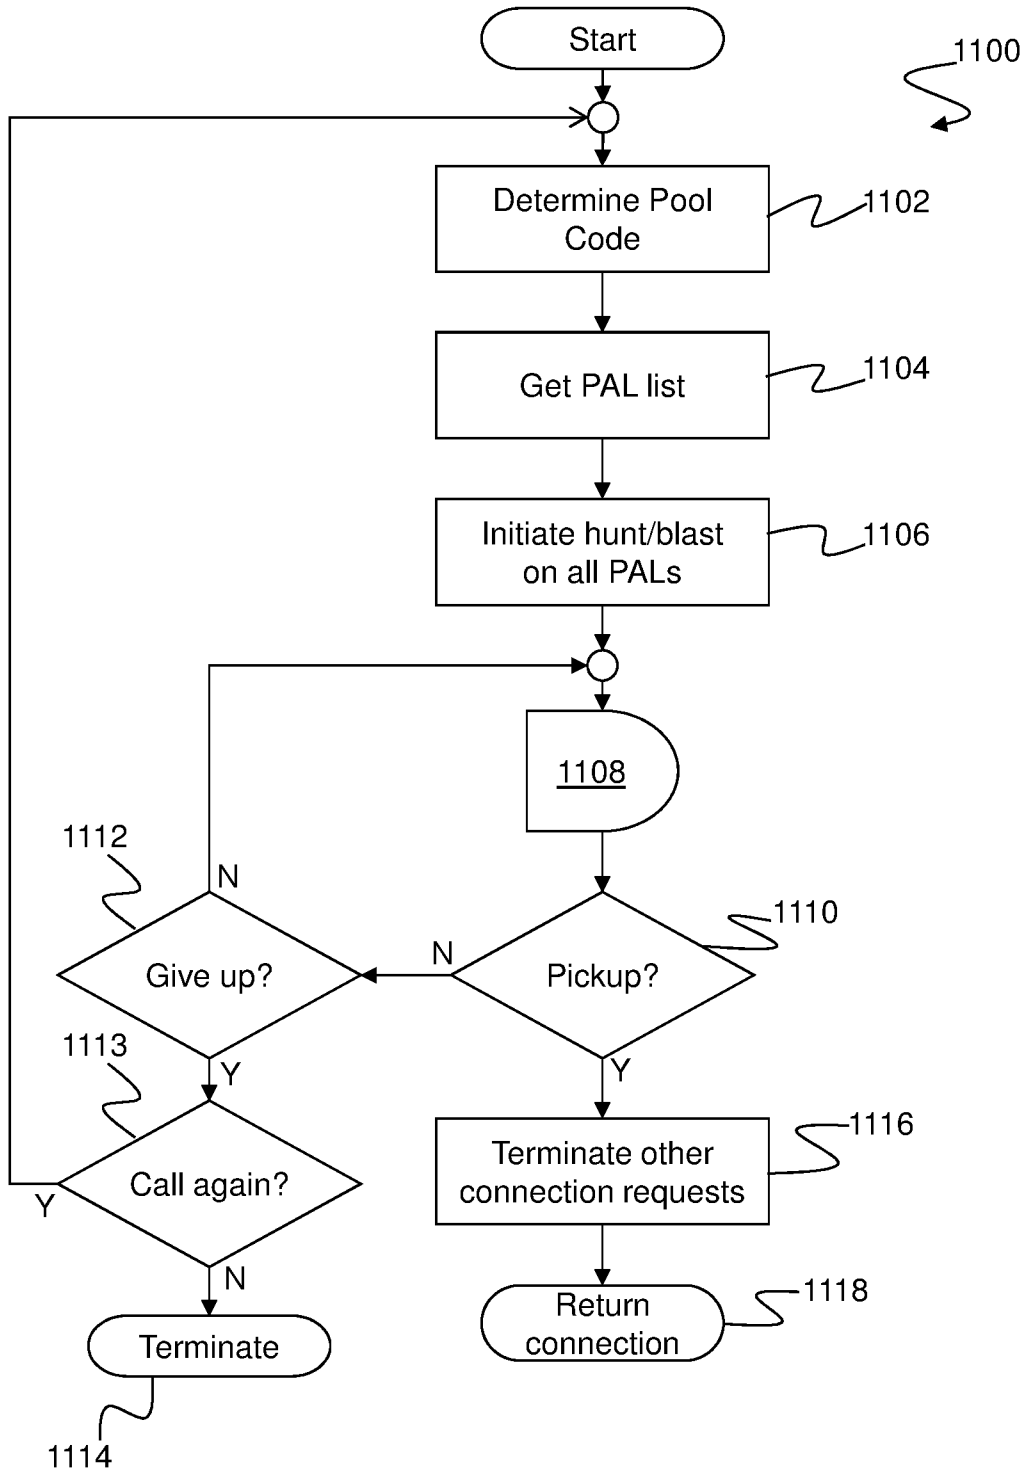 Start
1100
Determine Pool
Code
1102
Get PAL list
1104
Initiate hunt/blast
on all PALs
1106
1108
1112
N
1110
N
Give up?
Pickup?
1113
Y
Y
1116
Terminate other
connection requests
Call again?
Y
N
1118
Return
connection
Terminate
1114